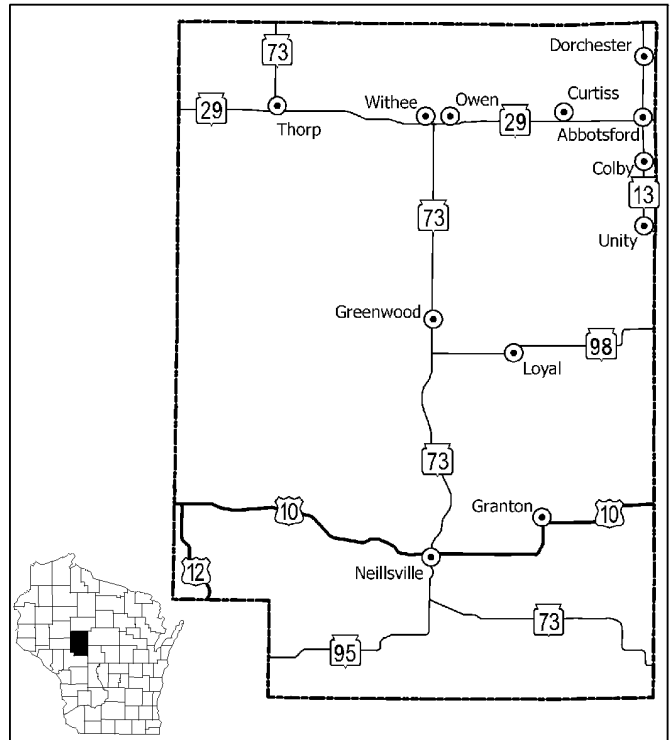 Dorchester
73
Curtiss
Withee
Owen
29
29
Thorp
Abbotsford
Colby
13
73
Unity
Greenwood
98
Loyal
73
Granton
10
10
Neillsville
12
73
95